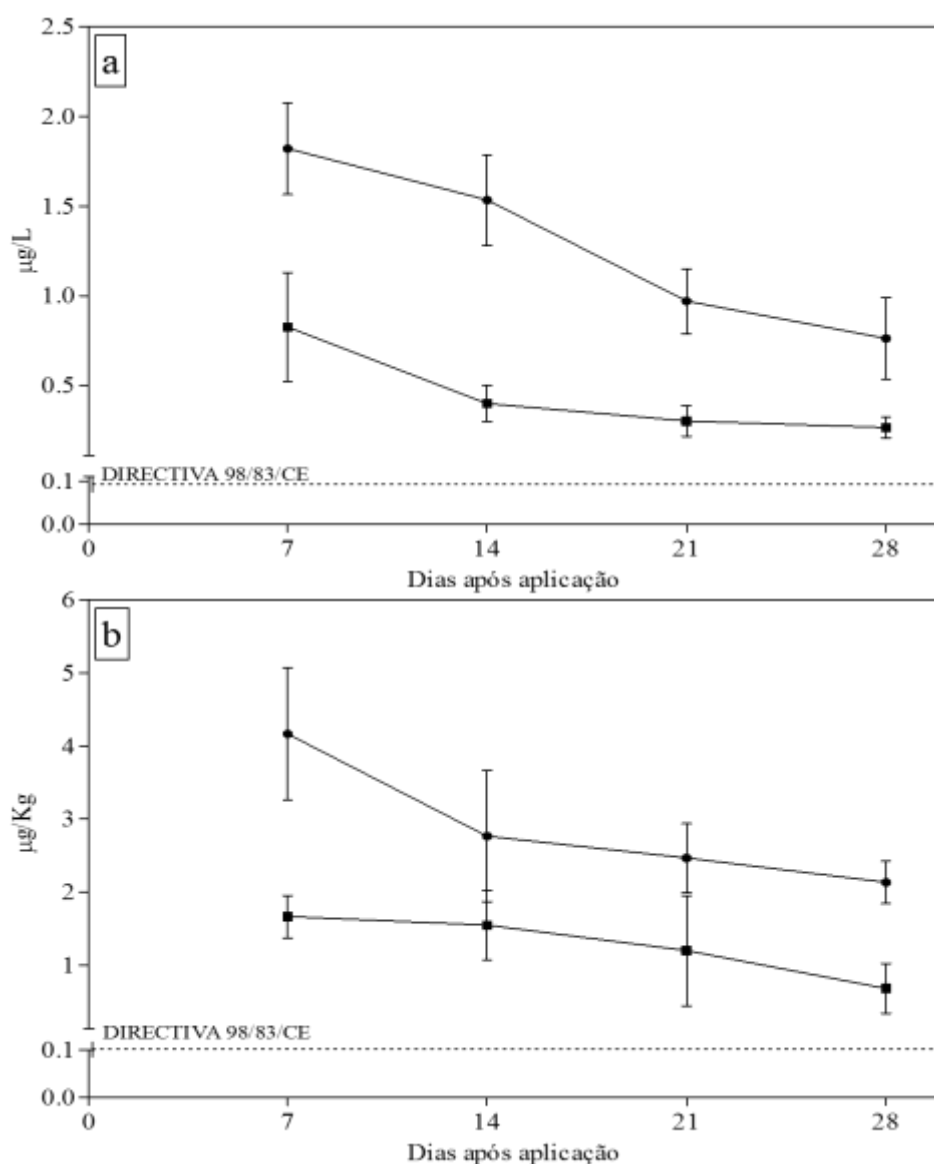 2.5
a
2.0
1.5
µg/L
1.0
0.5
DIRECTIVA 98/83/CE
0.1
0.0
0 7 14 21 28
Dias após aplicação
6
b
5
4
µg/Kg
3
2
1
DIRECTIVA 98/83/CE
0.1
0.0
0 7 14 21 28
Dias após aplicação